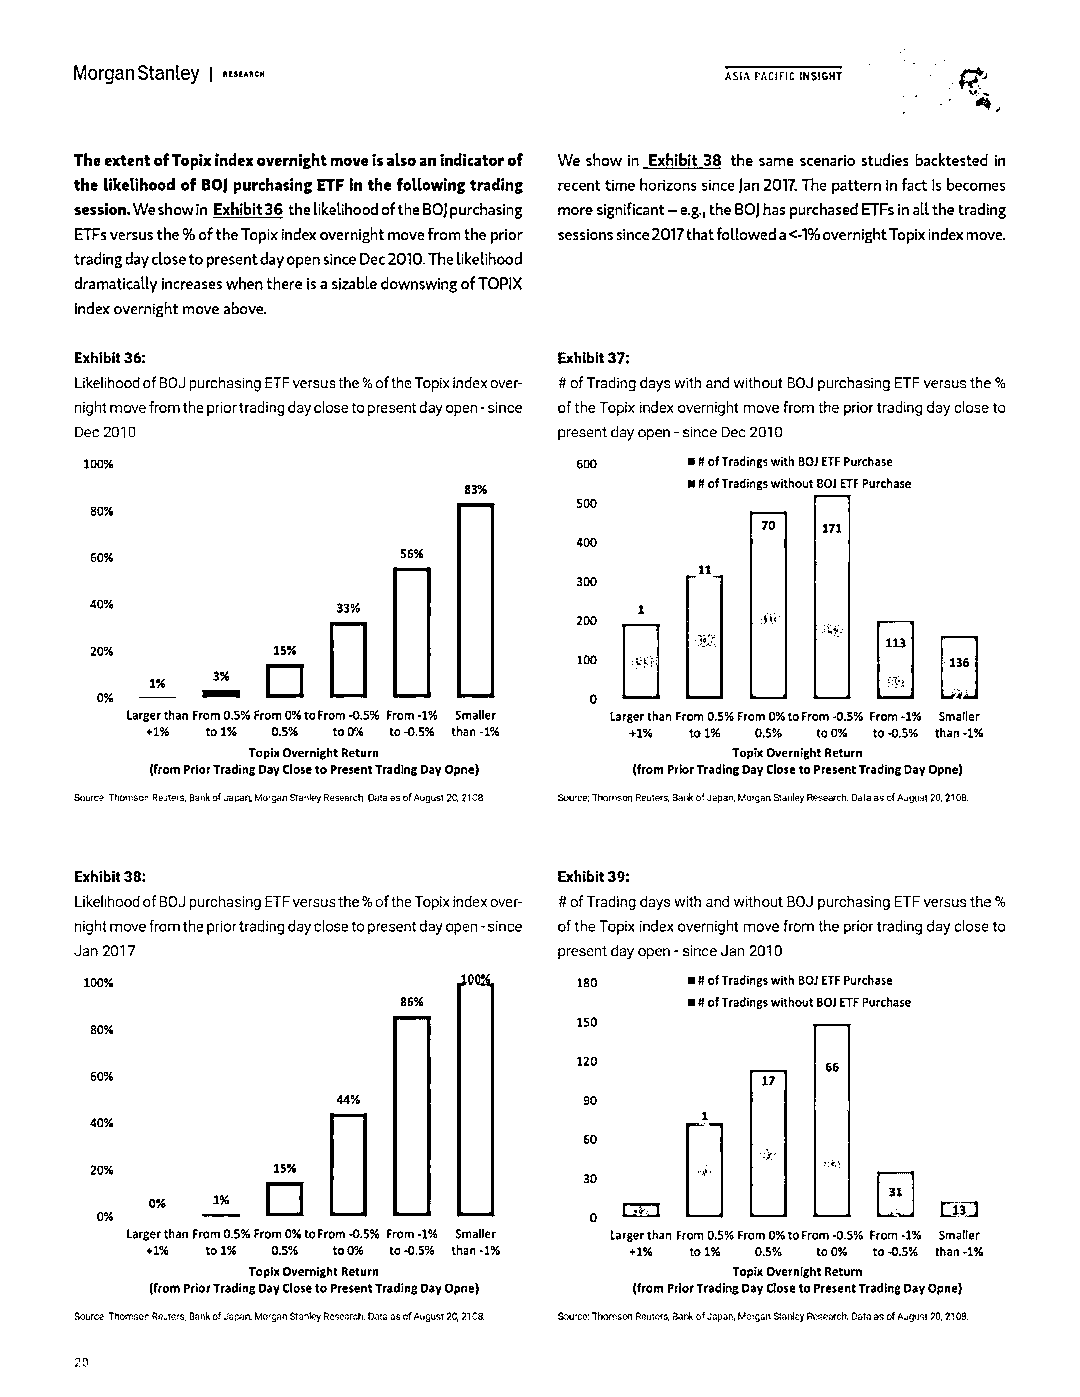 Morgan Stanley | RESEARCH
ASIA PACIFIC INSIGHT
The extent of Topix index overnight move is also an indicator of
the likelihood of BOJ purchasing ETF in the following trading
session. We show in Exhibit 36 the likelihood of the BOJ purchasing
ETFs versus the % of the Topix index overnight move from the prior
trading day close to present day open since Dec 2010. The likelihood
dramatically increases when there is a sizable downswing of TOPIX
index overnight move above.
We show in Exhibit 38 the same scenario studies backtested in
recent time horizons since Jan 2017. The pattern in fact is becomes
more significant – e.g., the BOJ has purchased ETFs in all the trading
sessions since 2017 that followed a <-1% overnight Topix index move.
Exhibit 36:
Likelihood of BOJ purchasing ETF versus the % of the Topix index over-
night move from the prior trading day close to present day open - since
Dec 2010
100%
80%
60%
40%
20%
0%
1%
3%
15%
33%
56%
83%
Larger than From 0.5% From 0% to From -0.5% From -1% Smaller
+1% to 1% 0.5% to 0% to -0.5% than -1%
Topix Overnight Return
(from Prior Trading Day Close to Present Trading Day Opne)
Source: Thomson Reuters, Bank of Japan, Morgan Stanley Research. Data as of August 20, 2108.
Exhibit 37:
# of Trading days with and without BOJ purchasing ETF versus the %
of the Topix index overnight move from the prior trading day close to
present day open - since Dec 2010
■ # of Tradings with BOJ ETF Purchase
■ # of Tradings without BOJ ETF Purchase
600
500
400
300
200
100
0
1
11
70
171
113
136
Larger than From 0.5% From 0% to From -0.5% From -1% Smaller
+1% to 1% 0.5% to 0% to -0.5% than -1%
Topix Overnight Return
(from Prior Trading Day Close to Present Trading Day Opne)
Source: Thomson Reuters, Bank of Japan, Morgan Stanley Research. Data as of August 20, 2108.
Exhibit 38:
Likelihood of BOJ purchasing ETF versus the % of the Topix index over-
night move from the prior trading day close to present day open - since
Jan 2017
100%
80%
60%
40%
20%
0%
0%
1%
15%
44%
86%
100%
Larger than From 0.5% From 0% to From -0.5% From -1% Smaller
+1% to 1% 0.5% to 0% to -0.5% than -1%
Topix Overnight Return
(from Prior Trading Day Close to Present Trading Day Opne)
Source: Thomson Reuters, Bank of Japan, Morgan Stanley Research. Data as of August 20, 2108.
Exhibit 39:
# of Trading days with and without BOJ purchasing ETF versus the %
of the Topix index overnight move from the prior trading day close to
present day open - since Jan 2010
■ # of Tradings with BOJ ETF Purchase
■ # of Tradings without BOJ ETF Purchase
180
150
120
90
60
30
0
1
17
66
31
13
Larger than From 0.5% From 0% to From -0.5% From -1% Smaller
+1% to 1% 0.5% to 0% to -0.5% than -1%
Topix Overnight Return
(from Prior Trading Day Close to Present Trading Day Opne)
Source: Thomson Reuters, Bank of Japan, Morgan Stanley Research. Data as of August 20, 2108.
20